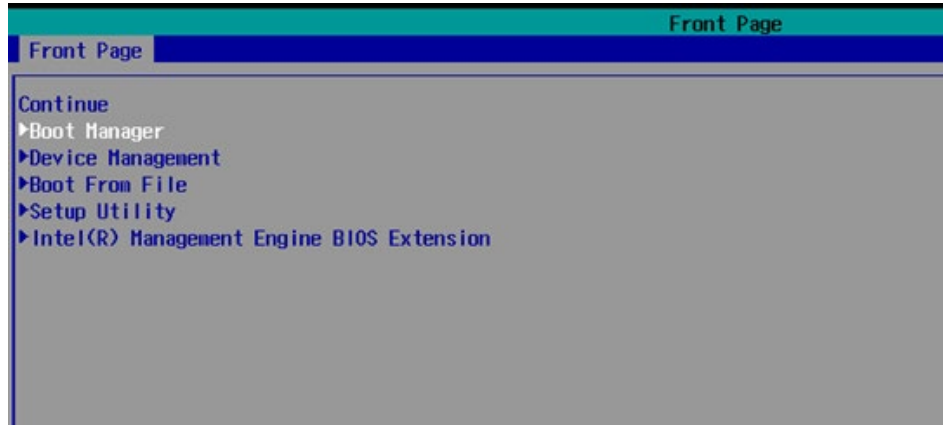 Front Page
Front Page
Continue
▶Boot Manager
▶Device Management
▶Boot From File
▶Setup Utility
▶Intel(R) Management Engine BIOS Extension